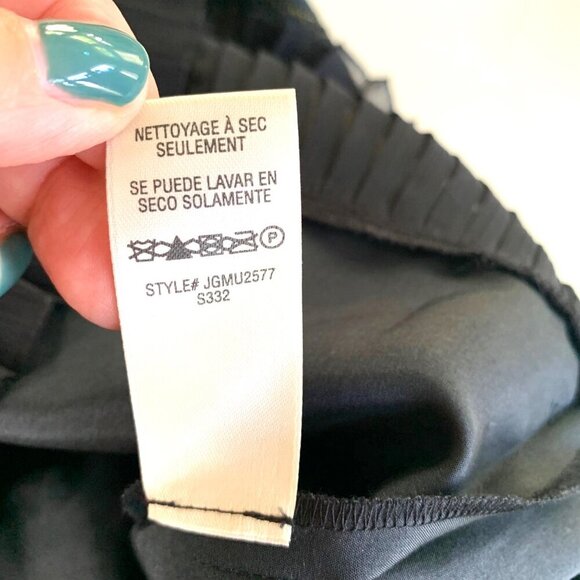 NETTOYAGE À SEC
SEULEMENT
SE PUEDE LAVAR EN
SECO SOLAMENTE
P
STYLE# JGMU2577
S332